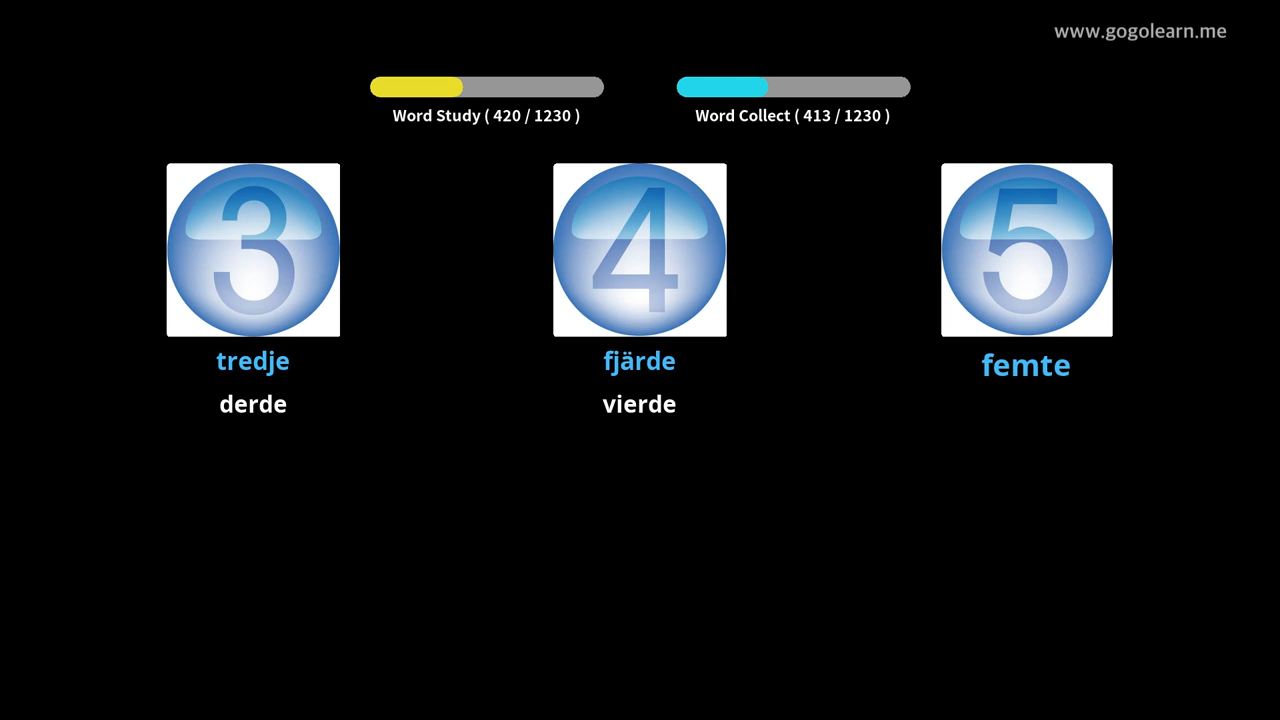 www.gogolearn.me
Word Study ( 420 / 1230 )
Word Collect ( 413 / 1230 )
3
4
5
tredje
fjärde
femte
derde
vierde